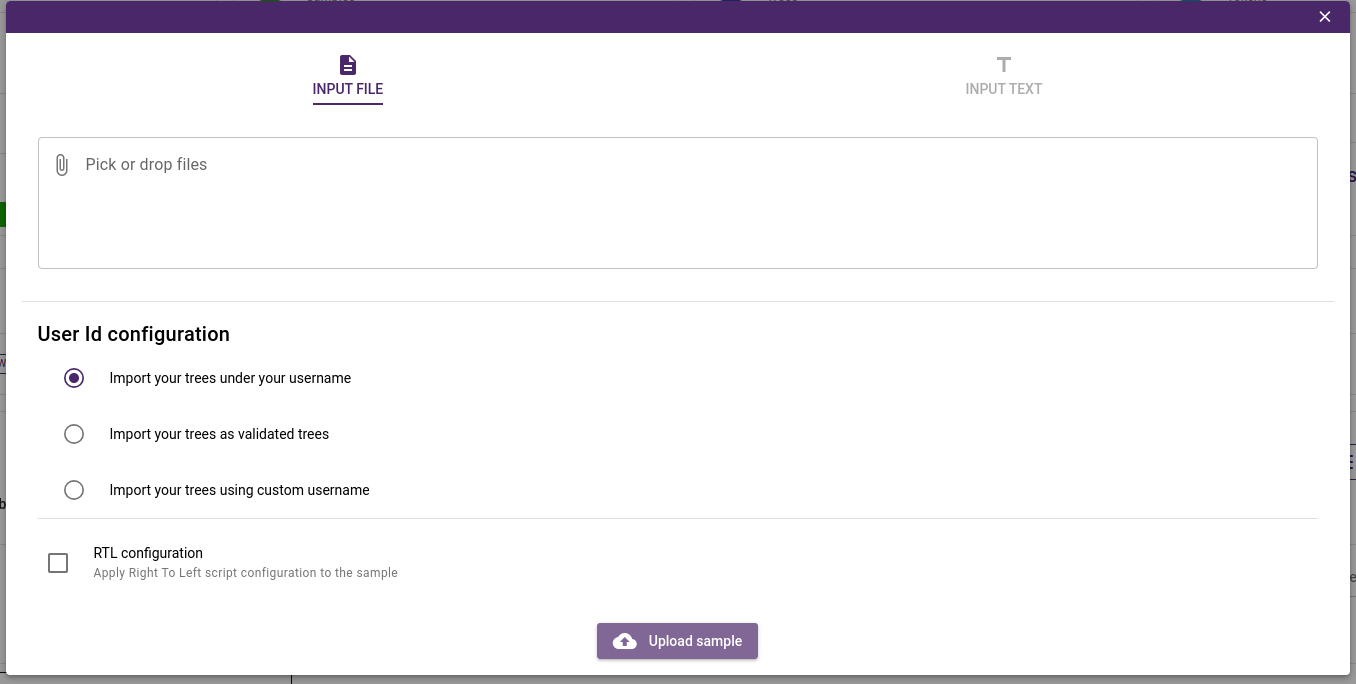 INPUT FILE
INPUT TEXT
Pick or drop files
User Id configuration
Import your trees under your username
Import your trees as validated trees
Import your trees using custom username
RTL configuration
Apply Right To Left script configuration to the sample
Upload sample